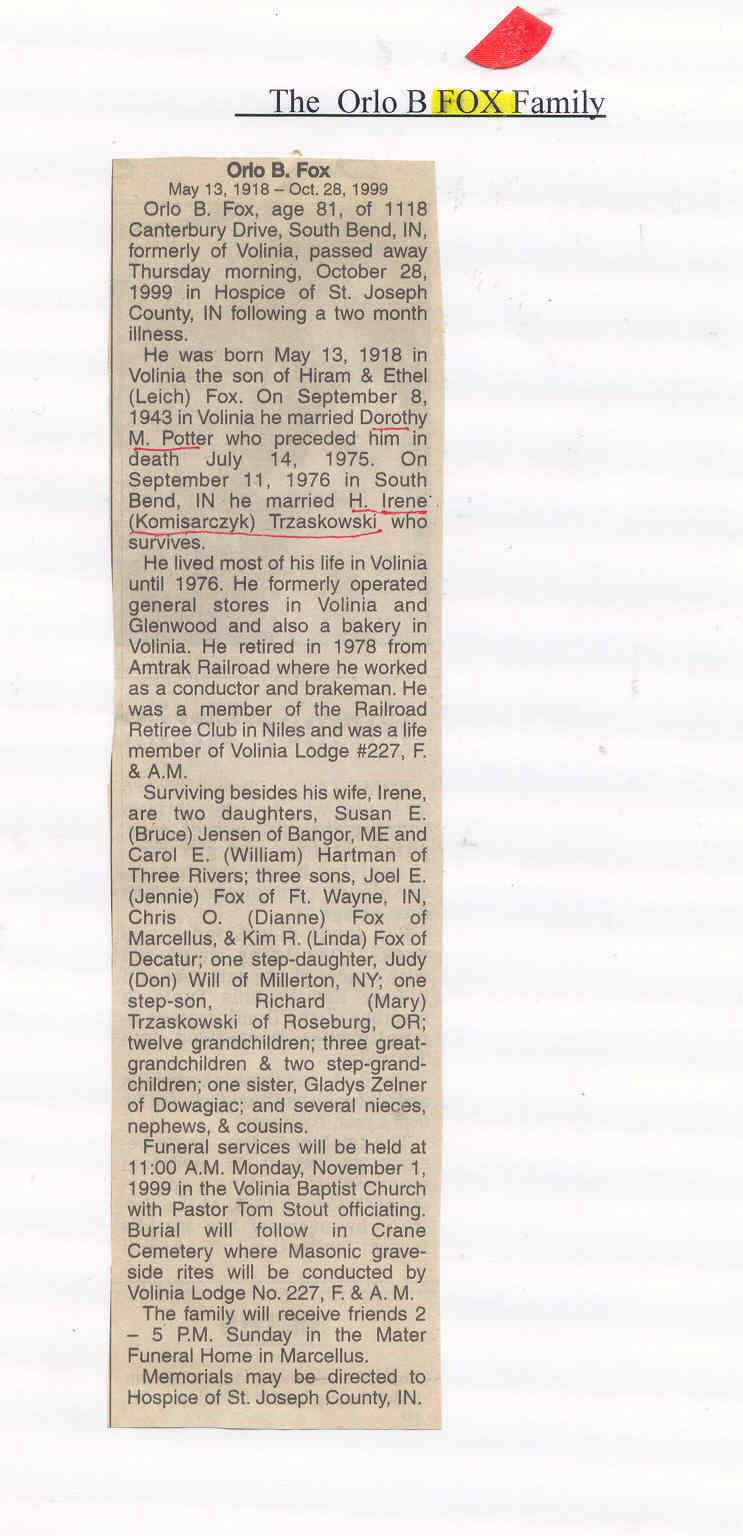 The Orlo B FOX Family
Orlo B. Fox
May 13, 1918 – Oct. 28, 1999
Orlo B. Fox, age 81, of 1118
Canterbury Drive, South Bend, IN,
formerly of Volinia, passed away
Thursday morning, October 28,
1999 in Hospice of St. Joseph
County, IN following a two month
illness.
He was born May 13, 1918 in
Volinia the son of Hiram & Ethel
(Leich) Fox. On September 8,
1943 in Volinia he married Dorothy
M. Potter who preceded him in
death July 14, 1975. On
September 11, 1976 in South
Bend, IN he married H. Irene
(Komisarczyk) Trzaskowski who
survives.
He lived most of his life in Volinia
until 1976. He formerly operated
general stores in Volinia and
Glenwood and also a bakery in
Volinia. He retired in 1978 from
Amtrak Railroad where he worked
as a conductor and brakeman. He
was a member of the Railroad
Retiree Club in Niles and was a life
member of Volinia Lodge #227, F.
& A.M.
Surviving besides his wife, Irene,
are two daughters, Susan E.
(Bruce) Jensen of Bangor, ME and
Carol E. (William) Hartman of
Three Rivers; three sons, Joel E.
(Jennie) Fox of Ft. Wayne, IN,
Chris O. (Dianne) Fox of
Marcellus, & Kim R. (Linda) Fox of
Decatur; one step-daughter, Judy
(Don) Will of Millerton, NY; one
step-son, Richard (Mary)
Trzaskowski of Roseburg, OR;
twelve grandchildren; three great-
grandchildren & two step-grand-
children; one sister, Gladys Zelner
of Dowagiac; and several nieces,
nephews, & cousins.
Funeral services will be held at
11:00 A.M. Monday, November 1,
1999 in the Volinia Baptist Church
with Pastor Tom Stout officiating.
Burial will follow in Crane
Cemetery where Masonic grave-
side rites will be conducted by
Volinia Lodge No. 227, F. & A. M.
The family will receive friends 2
– 5 P.M. Sunday in the Mater
Funeral Home in Marcellus.
Memorials may be directed to
Hospice of St. Joseph County, IN.